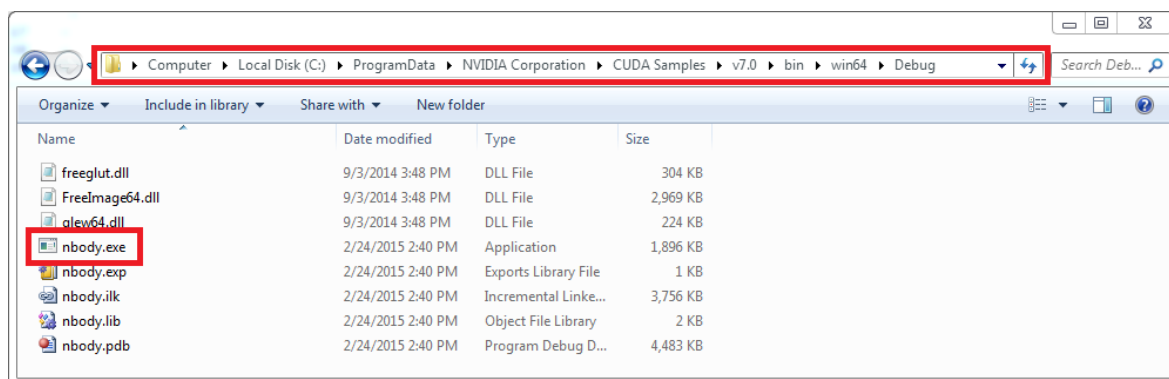 Computer Local Disk (C:) ProgramData NVIDIA Corporation CUDA Samples v7.0 bin win64 Debug Search Deb...
Organize Include in library Share with New folder
Name Date modified Type Size
freeglut.dll 9/3/2014 3:48 PM DLL File 304 KB
FreeImage64.dll 9/3/2014 3:48 PM DLL File 2,969 KB
glew64.dll 9/3/2014 3:48 PM DLL File 224 KB
nbody.exe 2/24/2015 2:40 PM Application 1,896 KB
nbody.exp 2/24/2015 2:40 PM Exports Library File 1 KB
nbody.ilk 2/24/2015 2:40 PM Incremental Linke... 3,756 KB
nbody.lib 2/24/2015 2:40 PM Object File Library 2 KB
nbody.pdb 2/24/2015 2:40 PM Program Debug D... 4,483 KB